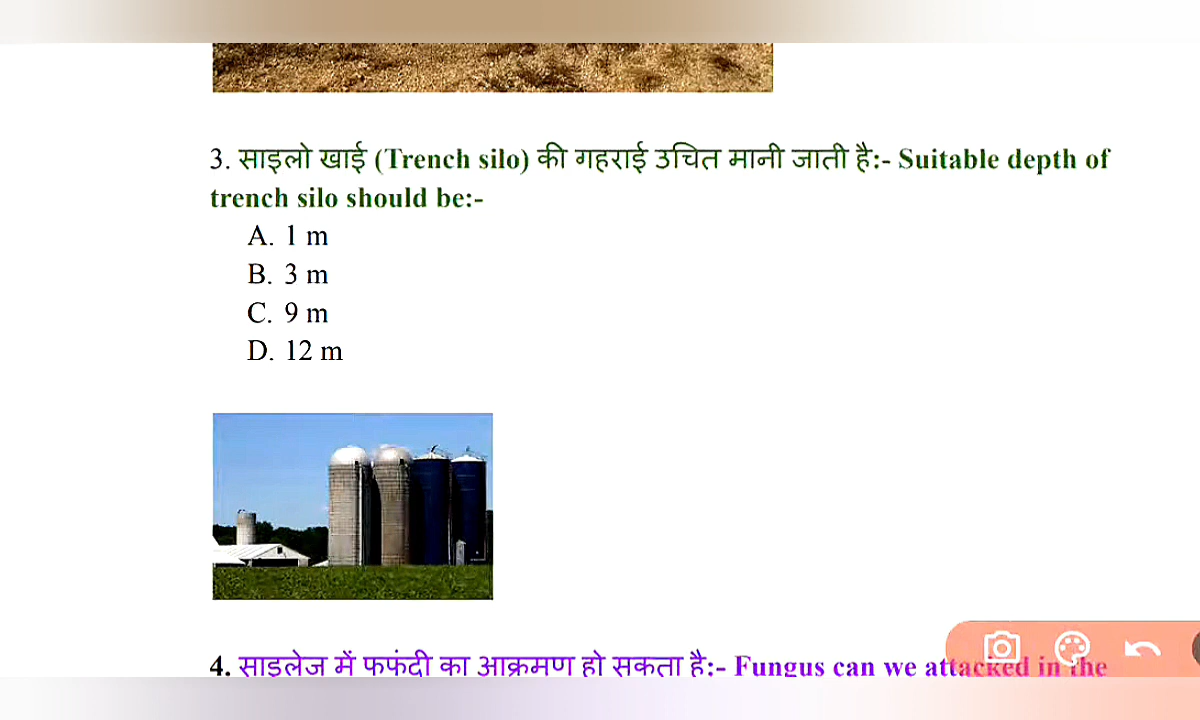 3. साइलो खाई (Trench silo) की गहराई उचित मानी जाती है:- Suitable depth of
trench silo should be:-
A. 1 m
B. 3 m
C. 9 m
D. 12 m
4. साइलेज में फफंदी का आक्रमण हो सकता है:- Fungus can we attacked in the